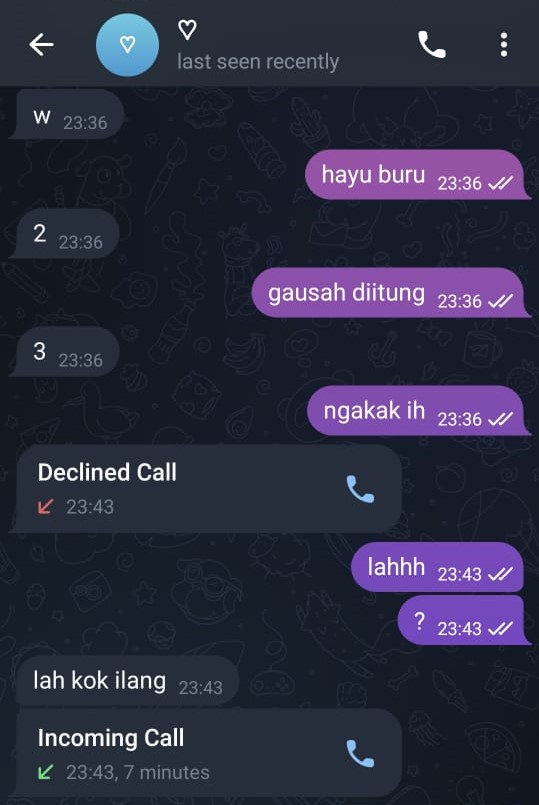 ♡
♡
last seen recently
w 23:36
hayu buru 23:36
2 23:36
gausah diitung 23:36
3 23:36
ngakak ih 23:36
Declined Call
23:43
lahhh 23:43
? 23:43
lah kok ilang 23:43
Incoming Call
23:43, 7 minutes